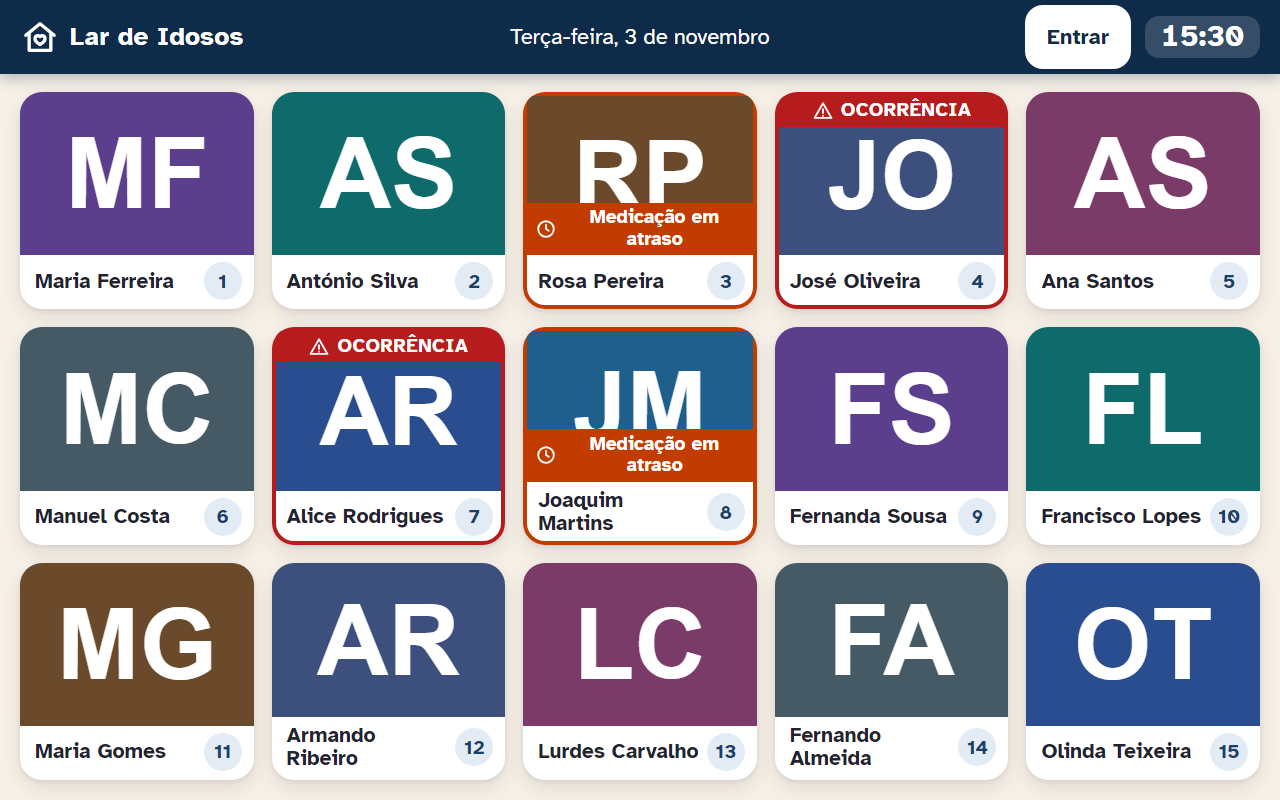 Lar de Idosos
Terça-feira, 3 de novembro
Entrar
15:30
MF
Maria Ferreira
1
AS
António Silva
2
RP
Medicação em
atraso
Rosa Pereira
3
OCORRÊNCIA
JO
José Oliveira
4
AS
Ana Santos
5
MC
Manuel Costa
6
OCORRÊNCIA
AR
Alice Rodrigues
7
JM
Medicação em
atraso
Joaquim
Martins
8
FS
Fernanda Sousa
9
FL
Francisco Lopes
10
MG
Maria Gomes
11
AR
Armando
Ribeiro
12
LC
Lurdes Carvalho
13
FA
Fernando
Almeida
14
OT
Olinda Teixeira
15